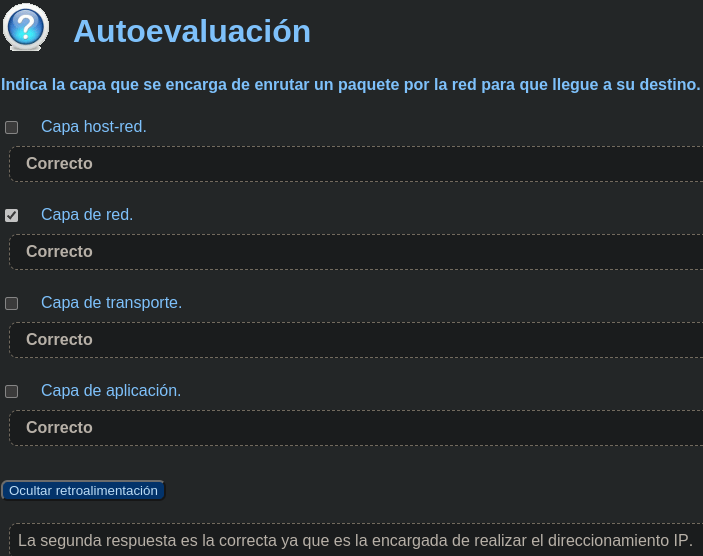 Autoevaluación
Indica la capa que se encarga de enrutar un paquete por la red para que llegue a su destino.
Capa host-red.
Correcto
Capa de red.
Correcto
Capa de transporte.
Correcto
Capa de aplicación.
Correcto
Ocultar retroalimentación
La segunda respuesta es la correcta ya que es la encargada de realizar el direccionamiento IP.